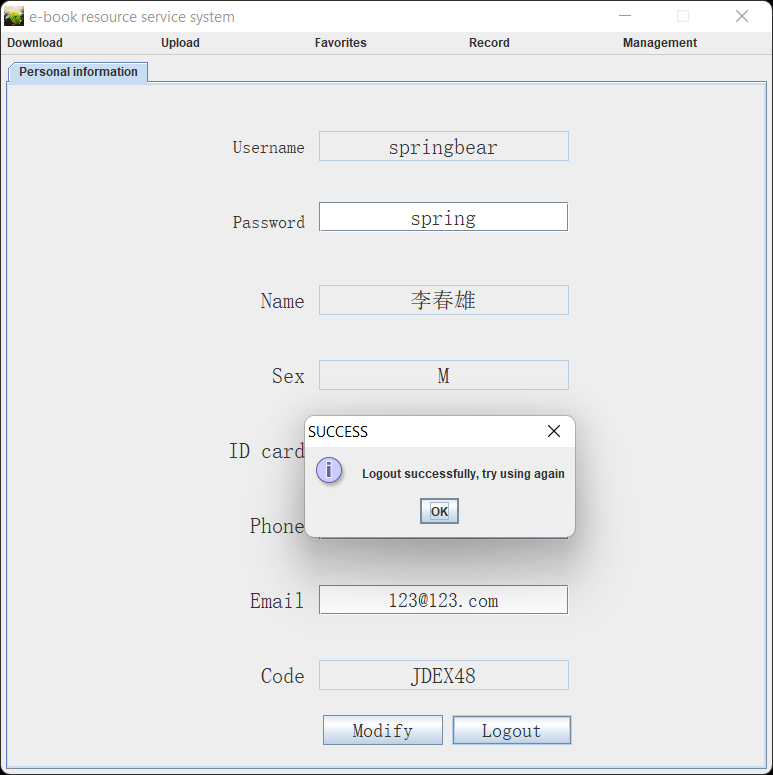 e-book resource service system
Download Upload Favorites Record Management
Personal information
Username springbear
Password spring
Name 李春雄
Sex M
ID card
SUCCESS
Logout successfully, try using again
OK
Phone
Email 123@123.com
Code JDEX48
Modify Logout